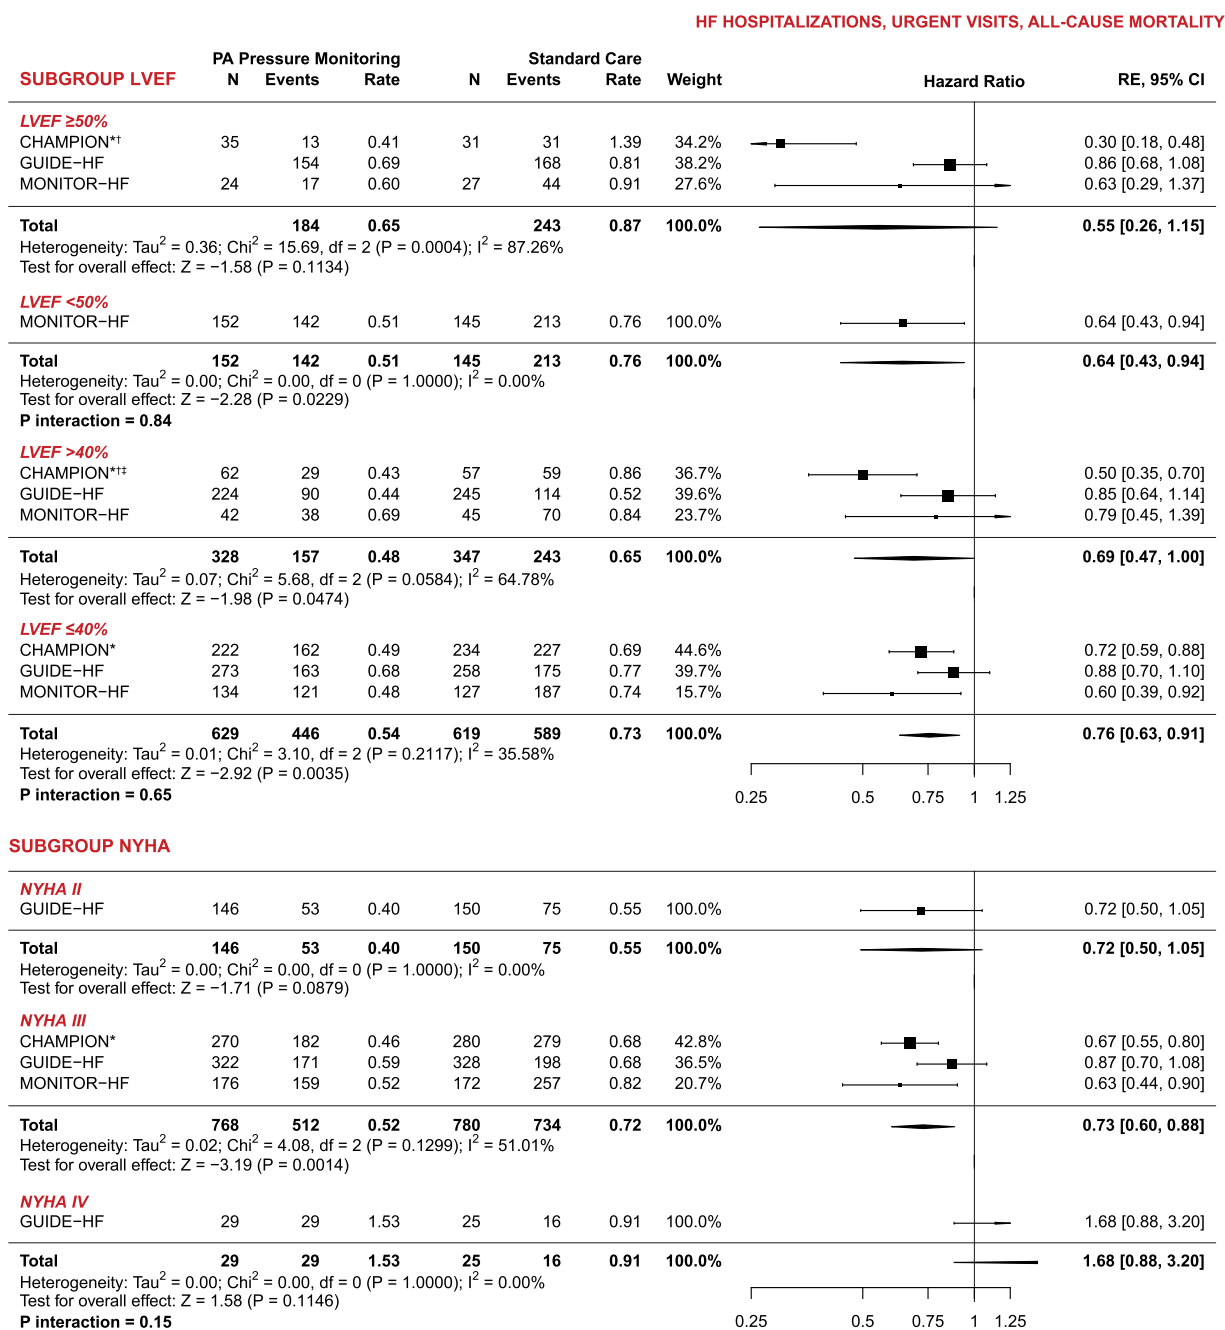 HF HOSPITALIZATIONS, URGENT VISITS, ALL-CAUSE MORTALITY
PA Pressure Monitoring Standard Care
SUBGROUP LVEF N Events Rate N Events Rate Weight Hazard Ratio RE, 95% CI
LVEF ≥50%
CHAMPION*† 35 13 0.41 31 31 1.39 34.2% 0.30 [0.18, 0.48]
GUIDE−HF 154 0.69 168 0.81 38.2% 0.86 [0.68, 1.08]
MONITOR−HF 24 17 0.60 27 44 0.91 27.6% 0.63 [0.29, 1.37]
Total 184 0.65 243 0.87 100.0% 0.55 [0.26, 1.15]
Heterogeneity: Tau² = 0.36; Chi² = 15.69, df = 2 (P = 0.0004); I² = 87.26%
Test for overall effect: Z = −1.58 (P = 0.1134)
LVEF <50%
MONITOR−HF 152 142 0.51 145 213 0.76 100.0% 0.64 [0.43, 0.94]
Total 152 142 0.51 145 213 0.76 100.0% 0.64 [0.43, 0.94]
Heterogeneity: Tau² = 0.00; Chi² = 0.00, df = 0 (P = 1.0000); I² = 0.00%
Test for overall effect: Z = −2.28 (P = 0.0229)
P interaction = 0.84
LVEF >40%
CHAMPION*†‡ 62 29 0.43 57 59 0.86 36.7% 0.50 [0.35, 0.70]
GUIDE−HF 224 90 0.44 245 114 0.52 39.6% 0.85 [0.64, 1.14]
MONITOR−HF 42 38 0.69 45 70 0.84 23.7% 0.79 [0.45, 1.39]
Total 328 157 0.48 347 243 0.65 100.0% 0.69 [0.47, 1.00]
Heterogeneity: Tau² = 0.07; Chi² = 5.68, df = 2 (P = 0.0584); I² = 64.78%
Test for overall effect: Z = −1.98 (P = 0.0474)
LVEF ≤40%
CHAMPION* 222 162 0.49 234 227 0.69 44.6% 0.72 [0.59, 0.88]
GUIDE−HF 273 163 0.68 258 175 0.77 39.7% 0.88 [0.70, 1.10]
MONITOR−HF 134 121 0.48 127 187 0.74 15.7% 0.60 [0.39, 0.92]
Total 629 446 0.54 619 589 0.73 100.0% 0.76 [0.63, 0.91]
Heterogeneity: Tau² = 0.01; Chi² = 3.10, df = 2 (P = 0.2117); I² = 35.58%
Test for overall effect: Z = −2.92 (P = 0.0035)
P interaction = 0.65
0.25 0.5 0.75 1 1.25
SUBGROUP NYHA
NYHA II
GUIDE−HF 146 53 0.40 150 75 0.55 100.0% 0.72 [0.50, 1.05]
Total 146 53 0.40 150 75 0.55 100.0% 0.72 [0.50, 1.05]
Heterogeneity: Tau² = 0.00; Chi² = 0.00, df = 0 (P = 1.0000); I² = 0.00%
Test for overall effect: Z = −1.71 (P = 0.0879)
NYHA III
CHAMPION* 270 182 0.46 280 279 0.68 42.8% 0.67 [0.55, 0.80]
GUIDE−HF 322 171 0.59 328 198 0.68 36.5% 0.87 [0.70, 1.08]
MONITOR−HF 176 159 0.52 172 257 0.82 20.7% 0.63 [0.44, 0.90]
Total 768 512 0.52 780 734 0.72 100.0% 0.73 [0.60, 0.88]
Heterogeneity: Tau² = 0.02; Chi² = 4.08, df = 2 (P = 0.1299); I² = 51.01%
Test for overall effect: Z = −3.19 (P = 0.0014)
NYHA IV
GUIDE−HF 29 29 1.53 25 16 0.91 100.0% 1.68 [0.88, 3.20]
Total 29 29 1.53 25 16 0.91 100.0% 1.68 [0.88, 3.20]
Heterogeneity: Tau² = 0.00; Chi² = 0.00, df = 0 (P = 1.0000); I² = 0.00%
Test for overall effect: Z = 1.58 (P = 0.1146)
P interaction = 0.15
0.25 0.5 0.75 1 1.25